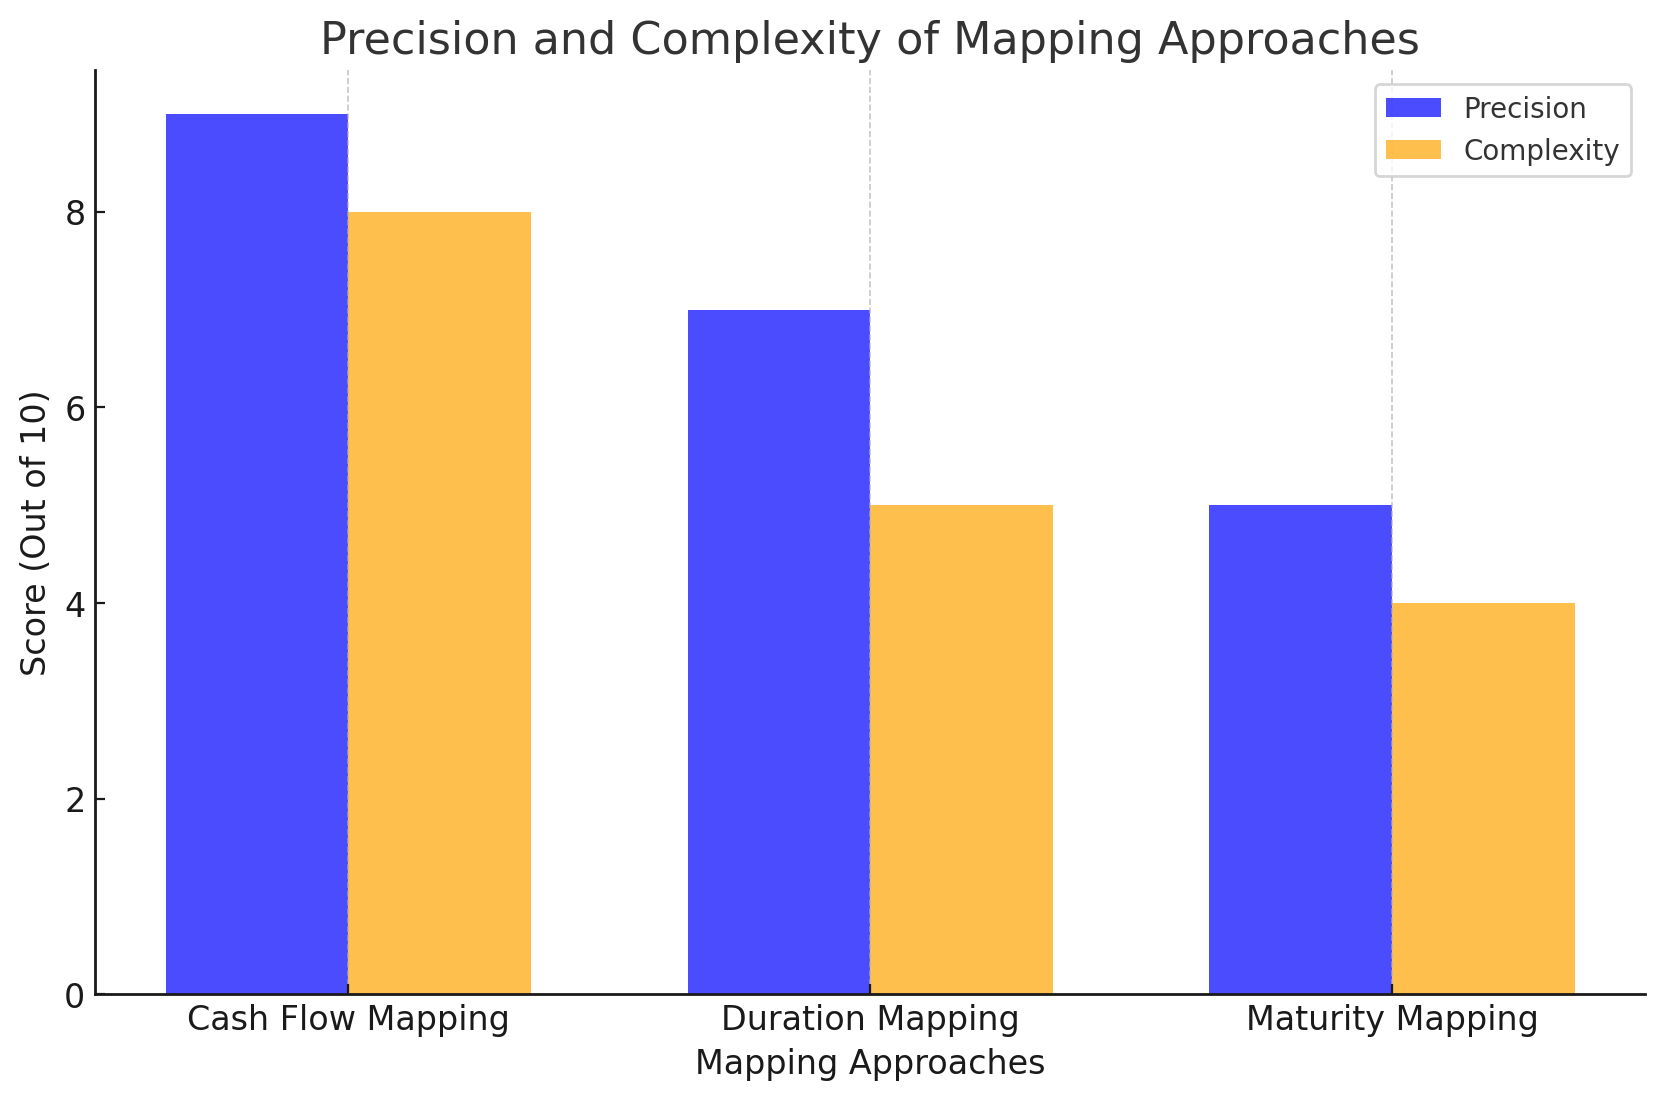 Precision and Complexity of Mapping Approaches
Precision
Complexity
Score (Out of 10)
8
6
4
2
0
Cash Flow Mapping
Duration Mapping
Maturity Mapping
Mapping Approaches